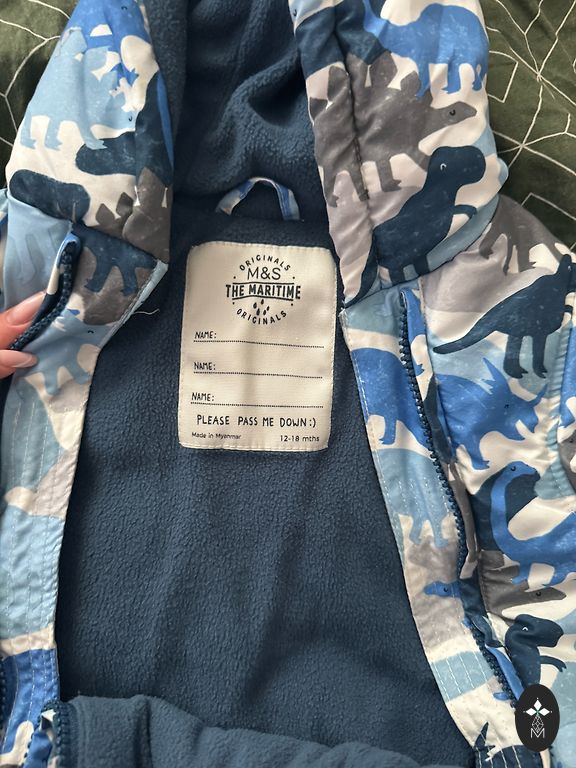 ORIGINALS
M&S
THE MARITIME
ORIGINALS
NAME:
NAME:
NAME:
PLEASE PASS ME DOWN:)
Made in Myanmar 12-18 mths